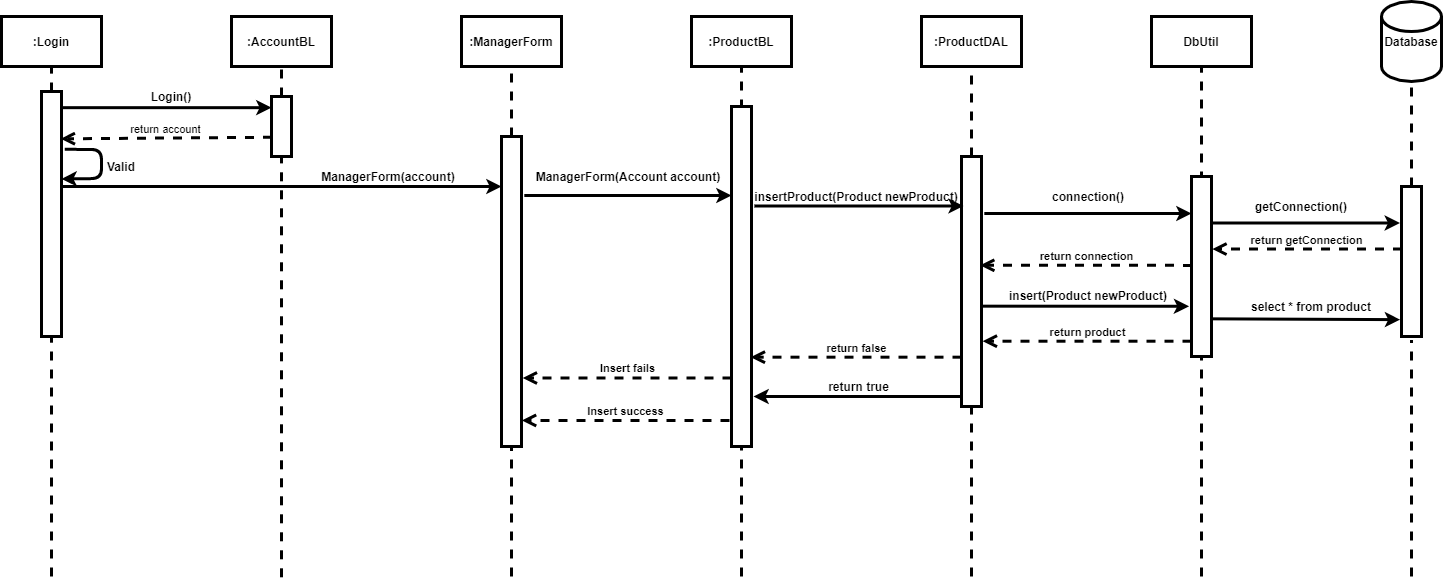 :Login
:AccountBL
:ManagerForm
:ProductBL
:ProductDAL
DbUtil
Database
Login()
return account
Valid
ManagerForm(account)
ManagerForm(Account account)
insertProduct(Product newProduct)
connection()
getConnection()
return getConnection
return connection
insert(Product newProduct)
select * from product
return product
return false
Insert fails
return true
Insert success